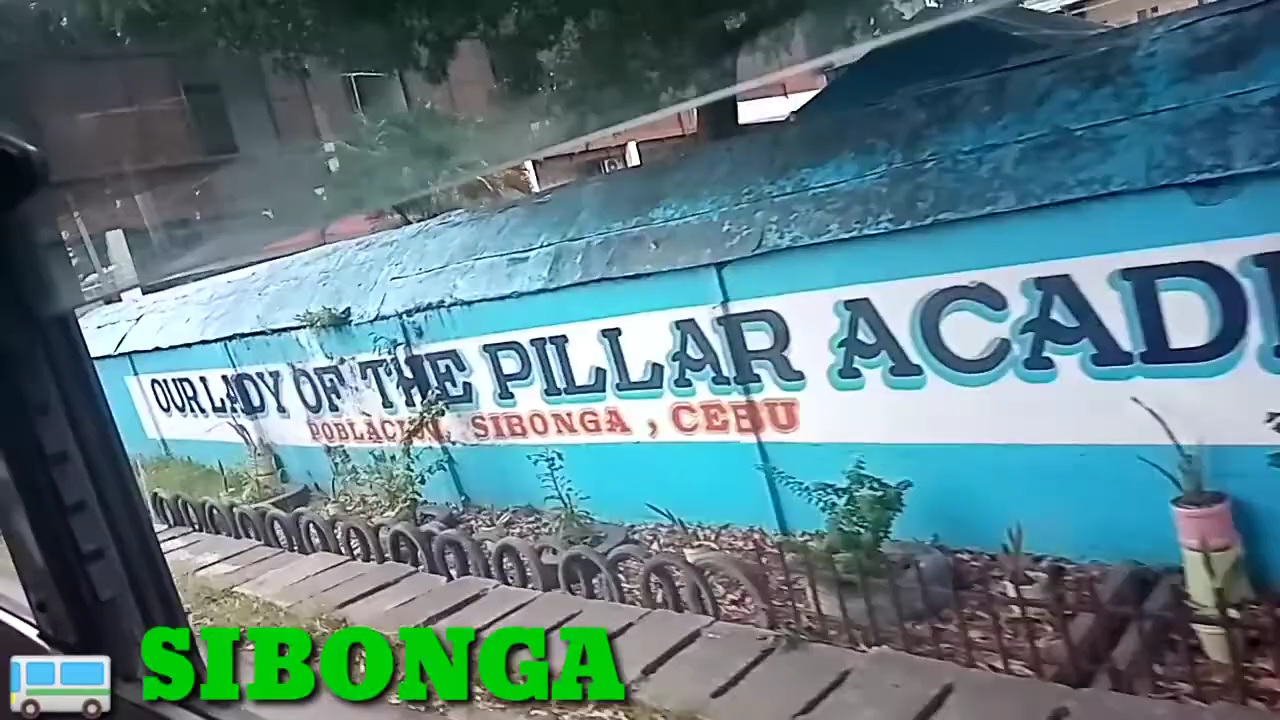 OUR LADY OF THE PILLAR ACAD
POBLACION, SIBONGA, CEBU
SIBONGA